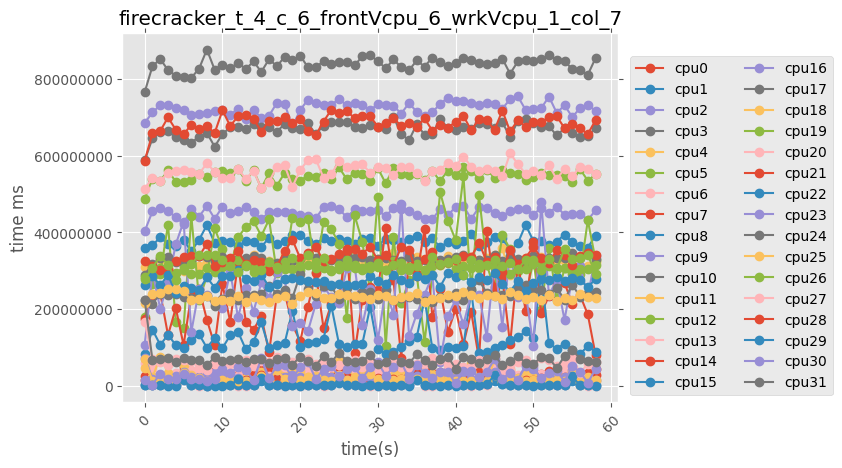 firecracker_t_4_c_6_frontVcpu_6_wrkVcpu_1_col_7
time ms
800000000
600000000
400000000
200000000
0
0
10
20
30
40
50
60
time(s)
cpu0
cpu1
cpu2
cpu3
cpu4
cpu5
cpu6
cpu7
cpu8
cpu9
cpu10
cpu11
cpu12
cpu13
cpu14
cpu15
cpu16
cpu17
cpu18
cpu19
cpu20
cpu21
cpu22
cpu23
cpu24
cpu25
cpu26
cpu27
cpu28
cpu29
cpu30
cpu31